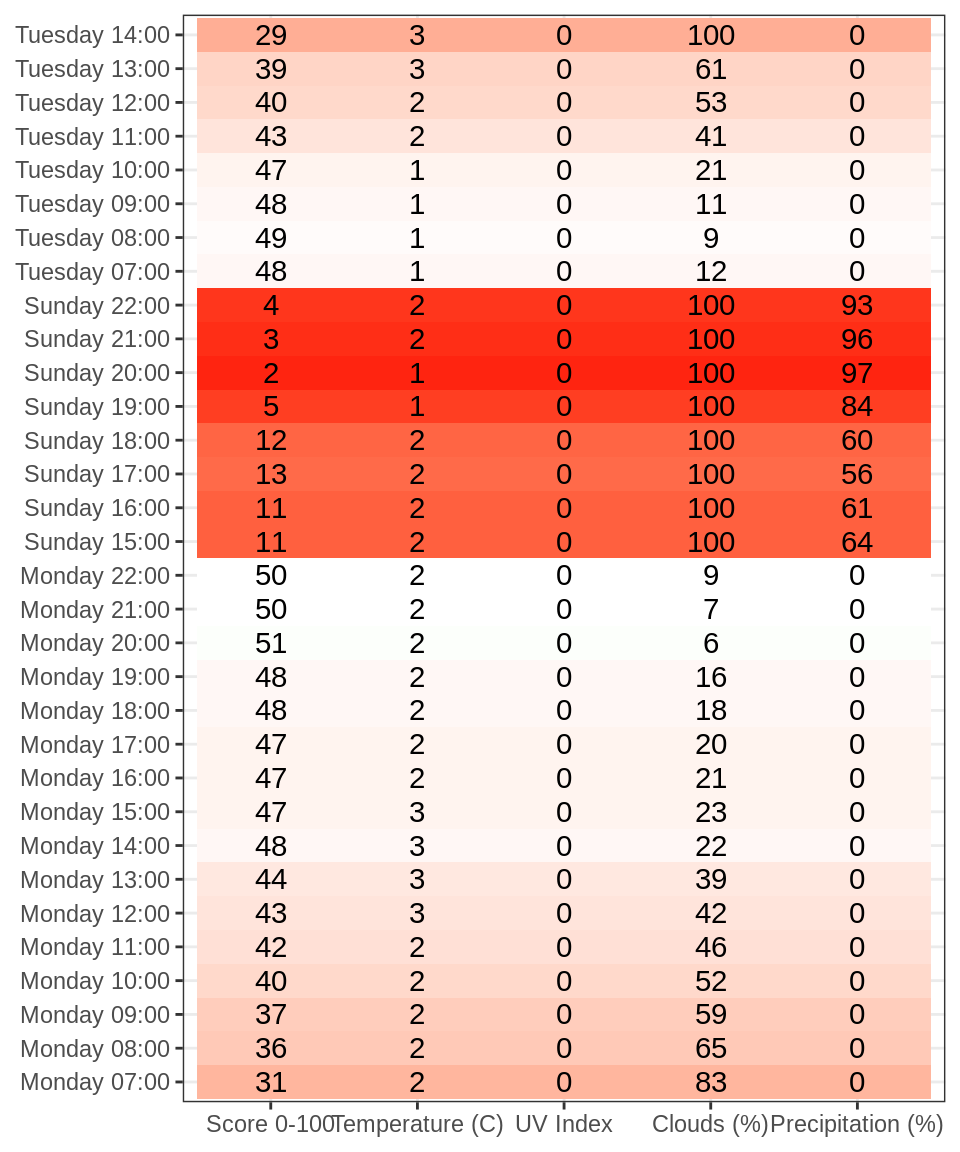 Tuesday 14:00 29 3 0 100 0
Tuesday 13:00 39 3 0 61 0
Tuesday 12:00 40 2 0 53 0
Tuesday 11:00 43 2 0 41 0
Tuesday 10:00 47 1 0 21 0
Tuesday 09:00 48 1 0 11 0
Tuesday 08:00 49 1 0 9 0
Tuesday 07:00 48 1 0 12 0
Sunday 22:00 4 2 0 100 93
Sunday 21:00 3 2 0 100 96
Sunday 20:00 2 1 0 100 97
Sunday 19:00 5 1 0 100 84
Sunday 18:00 12 2 0 100 60
Sunday 17:00 13 2 0 100 56
Sunday 16:00 11 2 0 100 61
Sunday 15:00 11 2 0 100 64
Monday 22:00 50 2 0 9 0
Monday 21:00 50 2 0 7 0
Monday 20:00 51 2 0 6 0
Monday 19:00 48 2 0 16 0
Monday 18:00 48 2 0 18 0
Monday 17:00 47 2 0 20 0
Monday 16:00 47 2 0 21 0
Monday 15:00 47 3 0 23 0
Monday 14:00 48 3 0 22 0
Monday 13:00 44 3 0 39 0
Monday 12:00 43 3 0 42 0
Monday 11:00 42 2 0 46 0
Monday 10:00 40 2 0 52 0
Monday 09:00 37 2 0 59 0
Monday 08:00 36 2 0 65 0
Monday 07:00 31 2 0 83 0
Score 0-100 Temperature (C) UV Index Clouds (%) Precipitation (%)